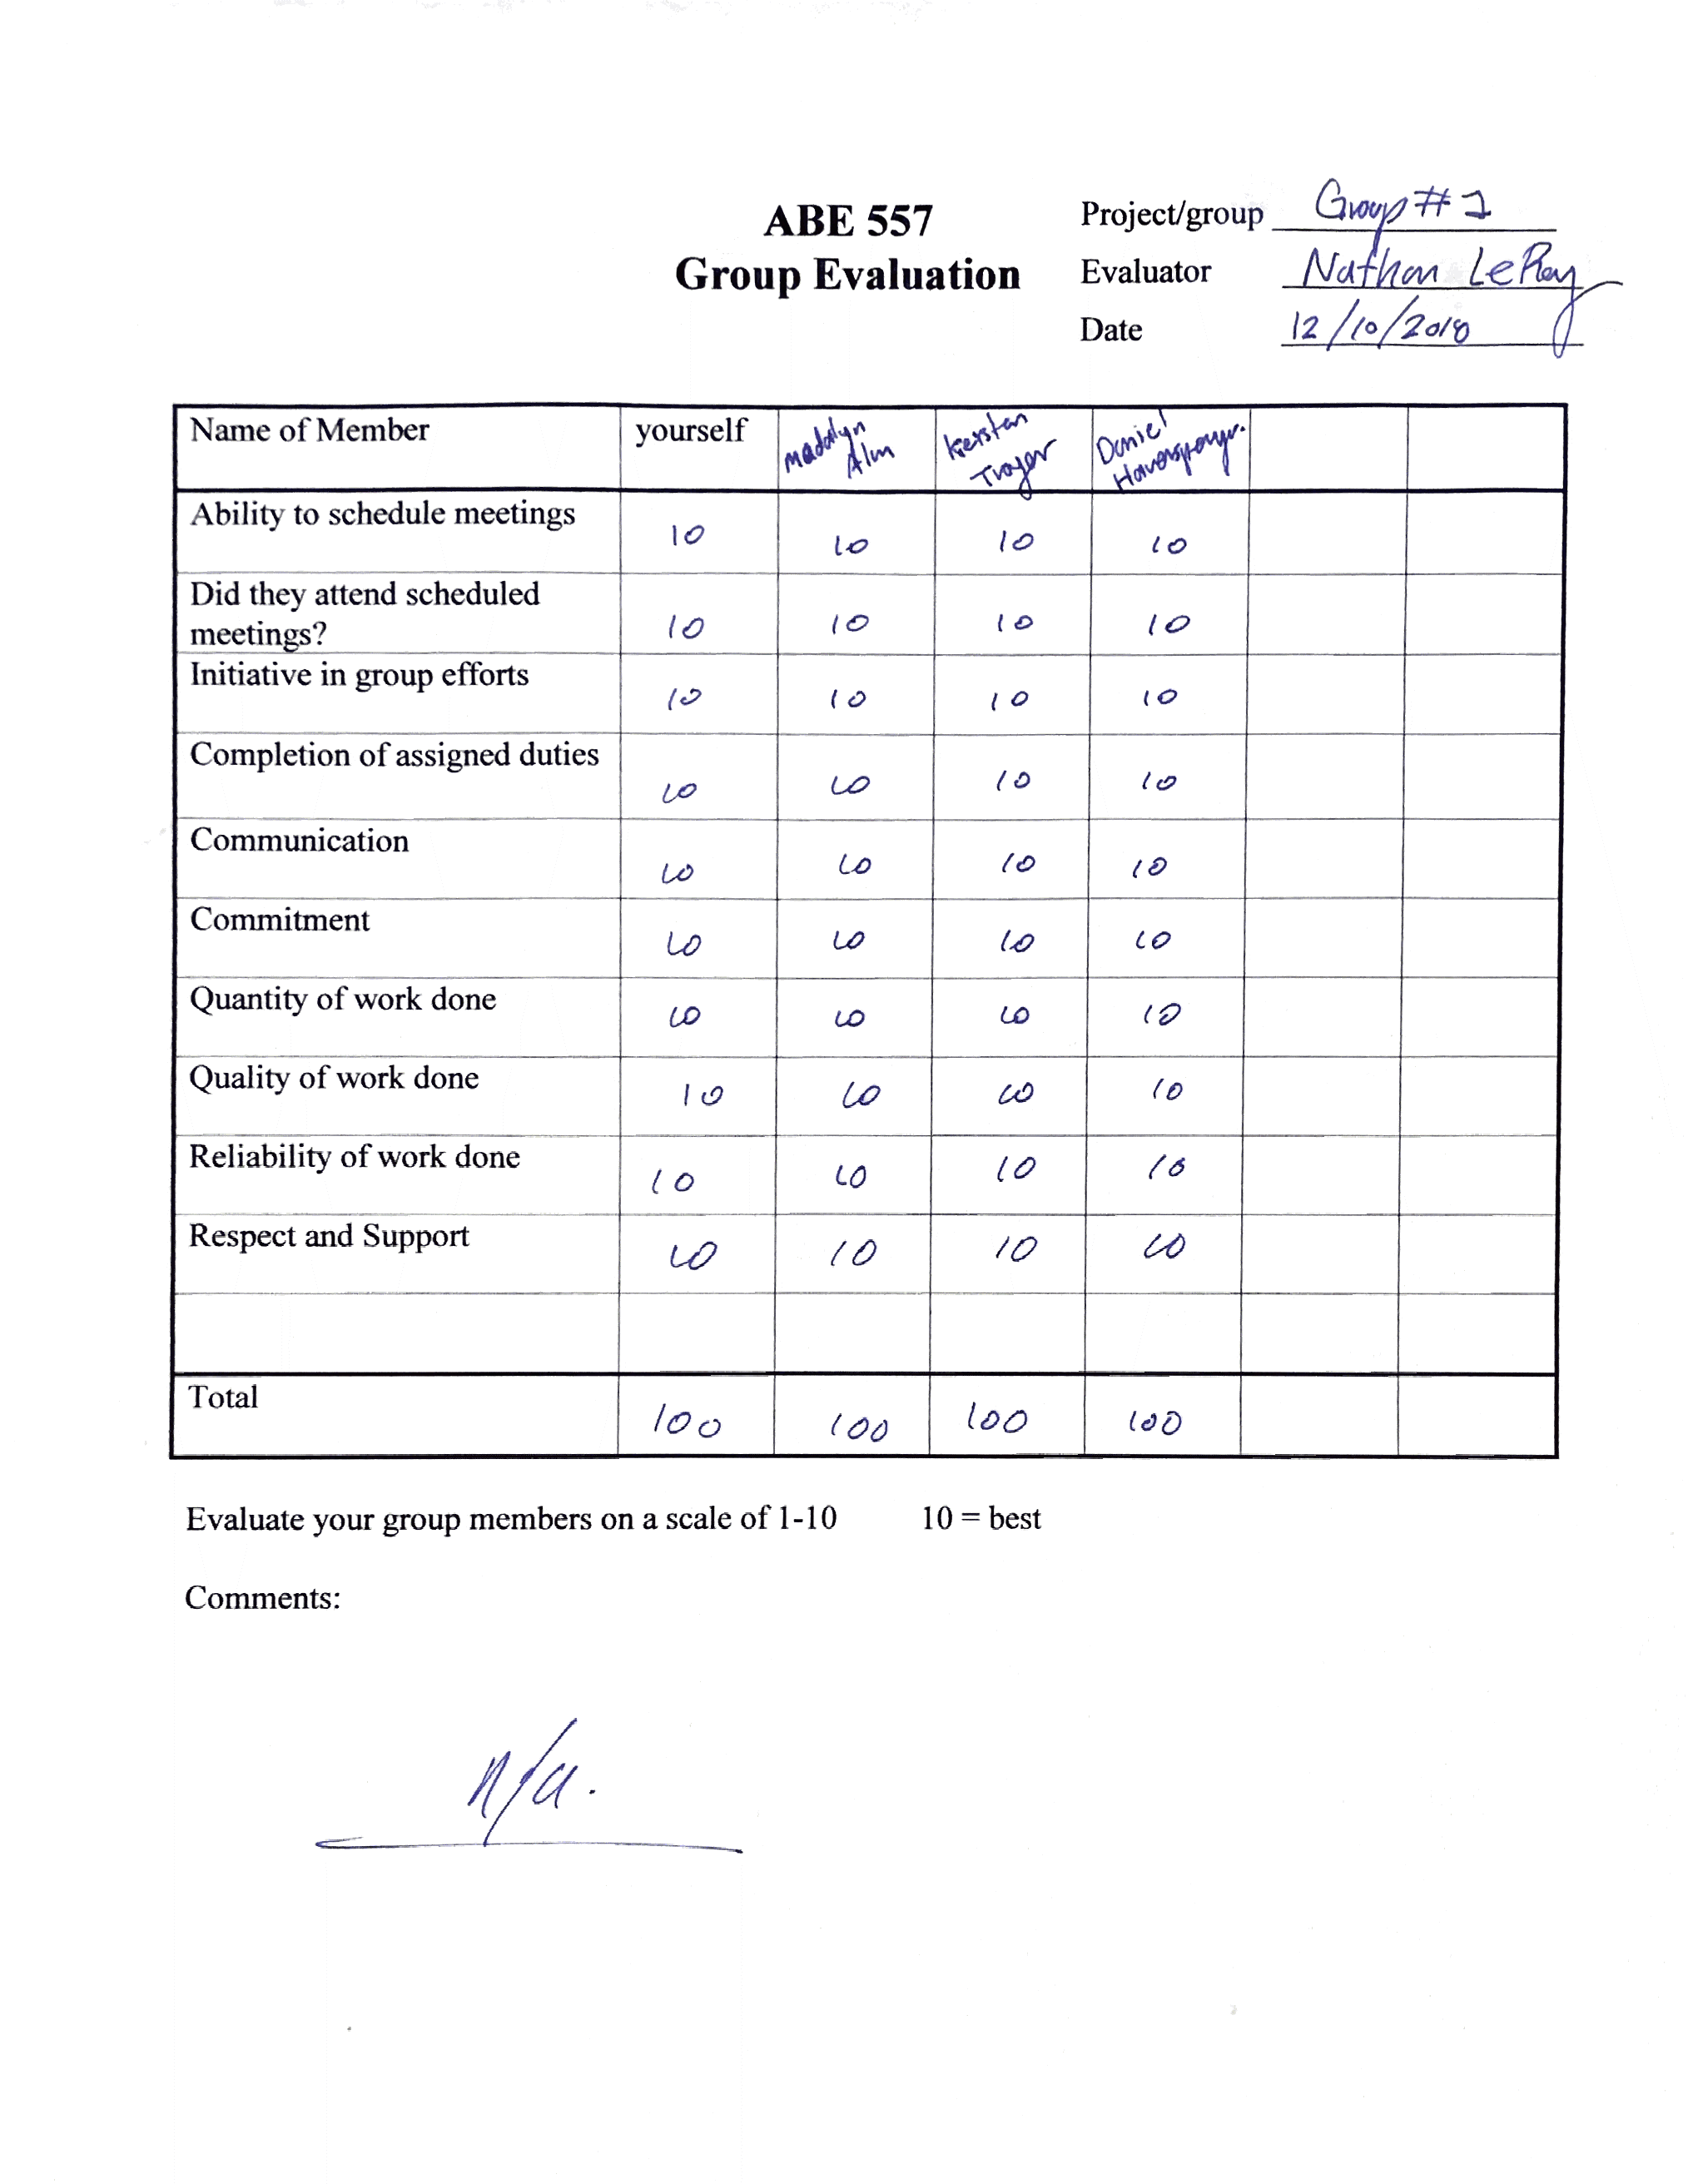 ABE 557
Group Evaluation
Project/group Group #1
Evaluator Nathan LeRoy
Date 12/10/2018
Name of Member yourself Madalyn Alm Kiersten Trayer Daniel
Ability to schedule meetings 10 10 10 10
Did they attend scheduled
meetings? 10 10 10 10
Initiative in group efforts 10 10 10 10
Completion of assigned duties 10 10 10 10
Communication 10 10 10 10
Commitment 10 10 10 10
Quantity of work done 10 10 10 10
Quality of work done 10 10 10 10
Reliability of work done 10 10 10 10
Respect and Support 10 10 10 10
Total 100 100 100 100
Evaluate your group members on a scale of 1-10 10 = best
Comments:
n/a.